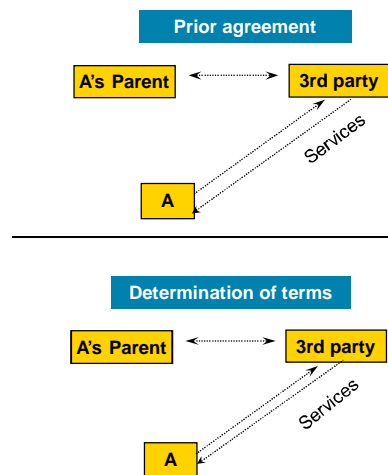 Prior agreement
A's Parent
3rd party
Services
A
Determination of terms
A's Parent
3rd party
Services
A